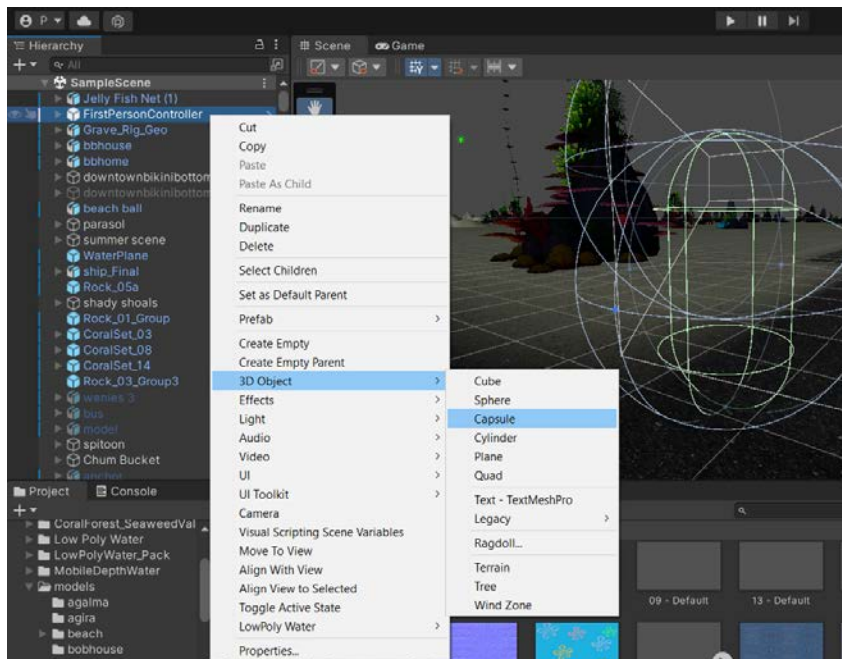 P
Hierarchy
Scene
Game
All
SampleScene
Jelly Fish Net (1)
FirstPersonController
Grave_Rig_Geo
bbhouse
bbhome
downtownbikinibottom
downtownbikinibottom
beach ball
parasol
summer scene
WaterPlane
ship_Final
Rock_05a
shady shoals
Rock_01_Group
CoralSet_03
CoralSet_08
CoralSet_14
Rock_03_Group3
wenies 3
bus
model
spitoon
Chum Bucket
anchor
Cut
Copy
Paste
Paste As Child
Rename
Duplicate
Delete
Select Children
Set as Default Parent
Prefab
Create Empty
Create Empty Parent
3D Object
Effects
Light
Audio
Video
UI
UI Toolkit
Camera
Visual Scripting Scene Variables
Move To View
Align With View
Align View to Selected
Toggle Active State
LowPoly Water
Properties...
Cube
Sphere
Capsule
Cylinder
Plane
Quad
Text - TextMeshPro
Legacy
Ragdoll...
Terrain
Tree
Wind Zone
Project
Console
CoralForest_SeaweedVal
Low Poly Water
LowPolyWater_Pack
MobileDepthWater
models
agalma
agira
beach
bobhouse
09 - Default
13 - Default